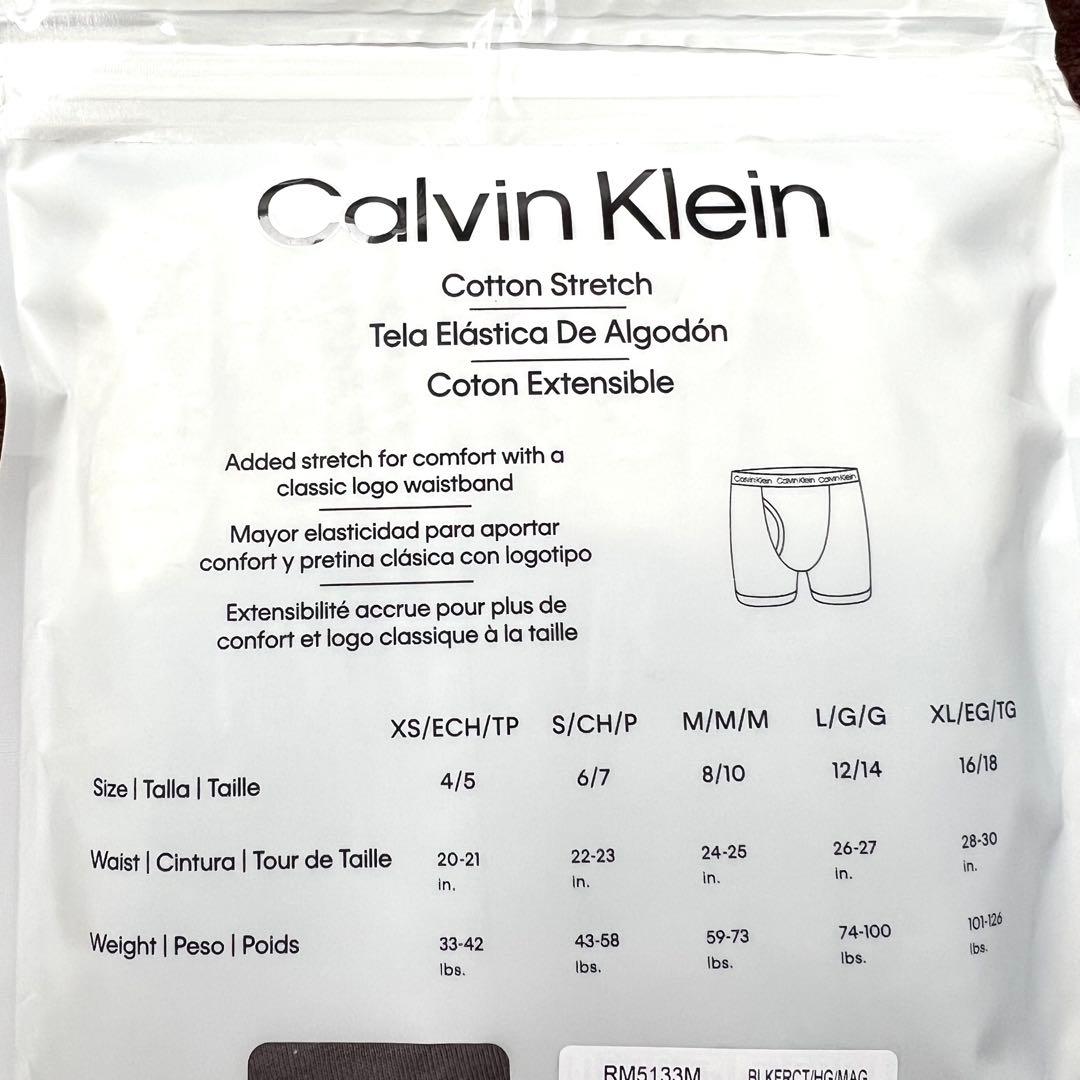 Calvin Klein
Cotton Stretch
Tela Elástica De Algodón
Coton Extensible
Added stretch for comfort with a
classic logo waistband
Mayor elasticidad para aportar
confort y pretina clásica con logotipo
Extensibilité accrue pour plus de
confort et logo classique à la taille
Calvin Klein Calvin Klein Calvin Klein
XS/ECH/TP S/CH/P M/M/M L/G/G XL/EG/TG
Size | Talla | Taille 4/5 6/7 8/10 12/14 16/18
Waist | Cintura | Tour de Taille 20-21 22-23 24-25 26-27 28-30
in. in. in. in. in.
Weight | Peso | Poids 33-42 43-58 59-73 74-100 101-126
lbs. lbs. lbs. lbs. lbs.
RM5133M BLKFRCT/HG/MAG